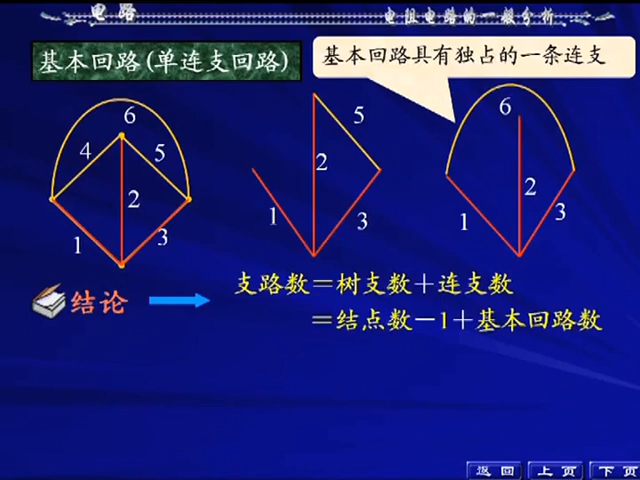 电路
电阻电路的一般分析
基本回路(单连支回路)
基本回路具有独占的一条连支
6
4
5
2
1
3
5
2
1
3
6
2
1
3
结论
支路数＝树支数＋连支数
＝结点数－1＋基本回路数
返回
上页
下页